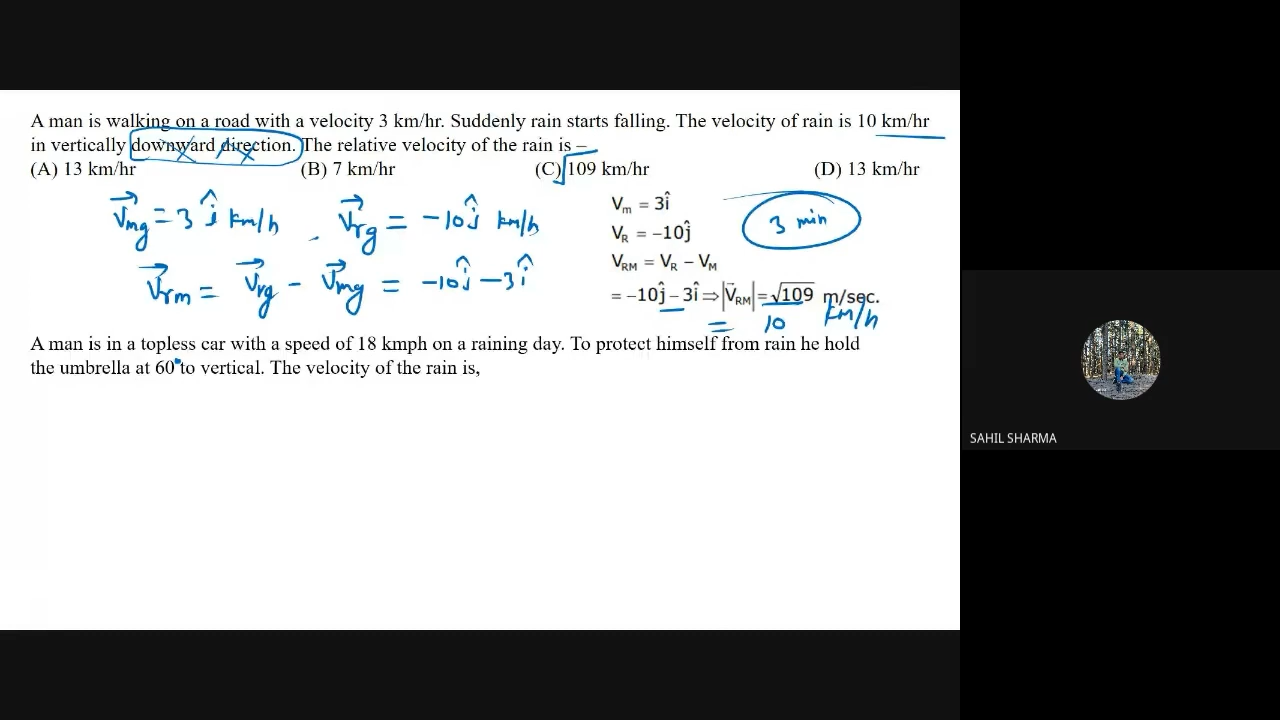 A man is walking on a road with a velocity 3 km/hr. Suddenly rain starts falling. The velocity of rain is 10 km/hr
in vertically downward direction. The relative velocity of the rain is –
(A) 13 km/hr (B) 7 km/hr (C) √109 km/hr (D) 13 km/hr
V⃗mg = 3 î km/h , V⃗rg = -10ĵ km/h
V⃗rm = V⃗rg - V⃗mg = -10ĵ - 3î
Vm = 3î
VR = −10ĵ
VRM = VR − VM
= −10ĵ − 3î ⇒ |V⃗RM| = √109 m/sec.
= 10 km/h
3 min
A man is in a topless car with a speed of 18 kmph on a raining day. To protect himself from rain he hold
the umbrella at 60° to vertical. The velocity of the rain is,
SAHIL SHARMA